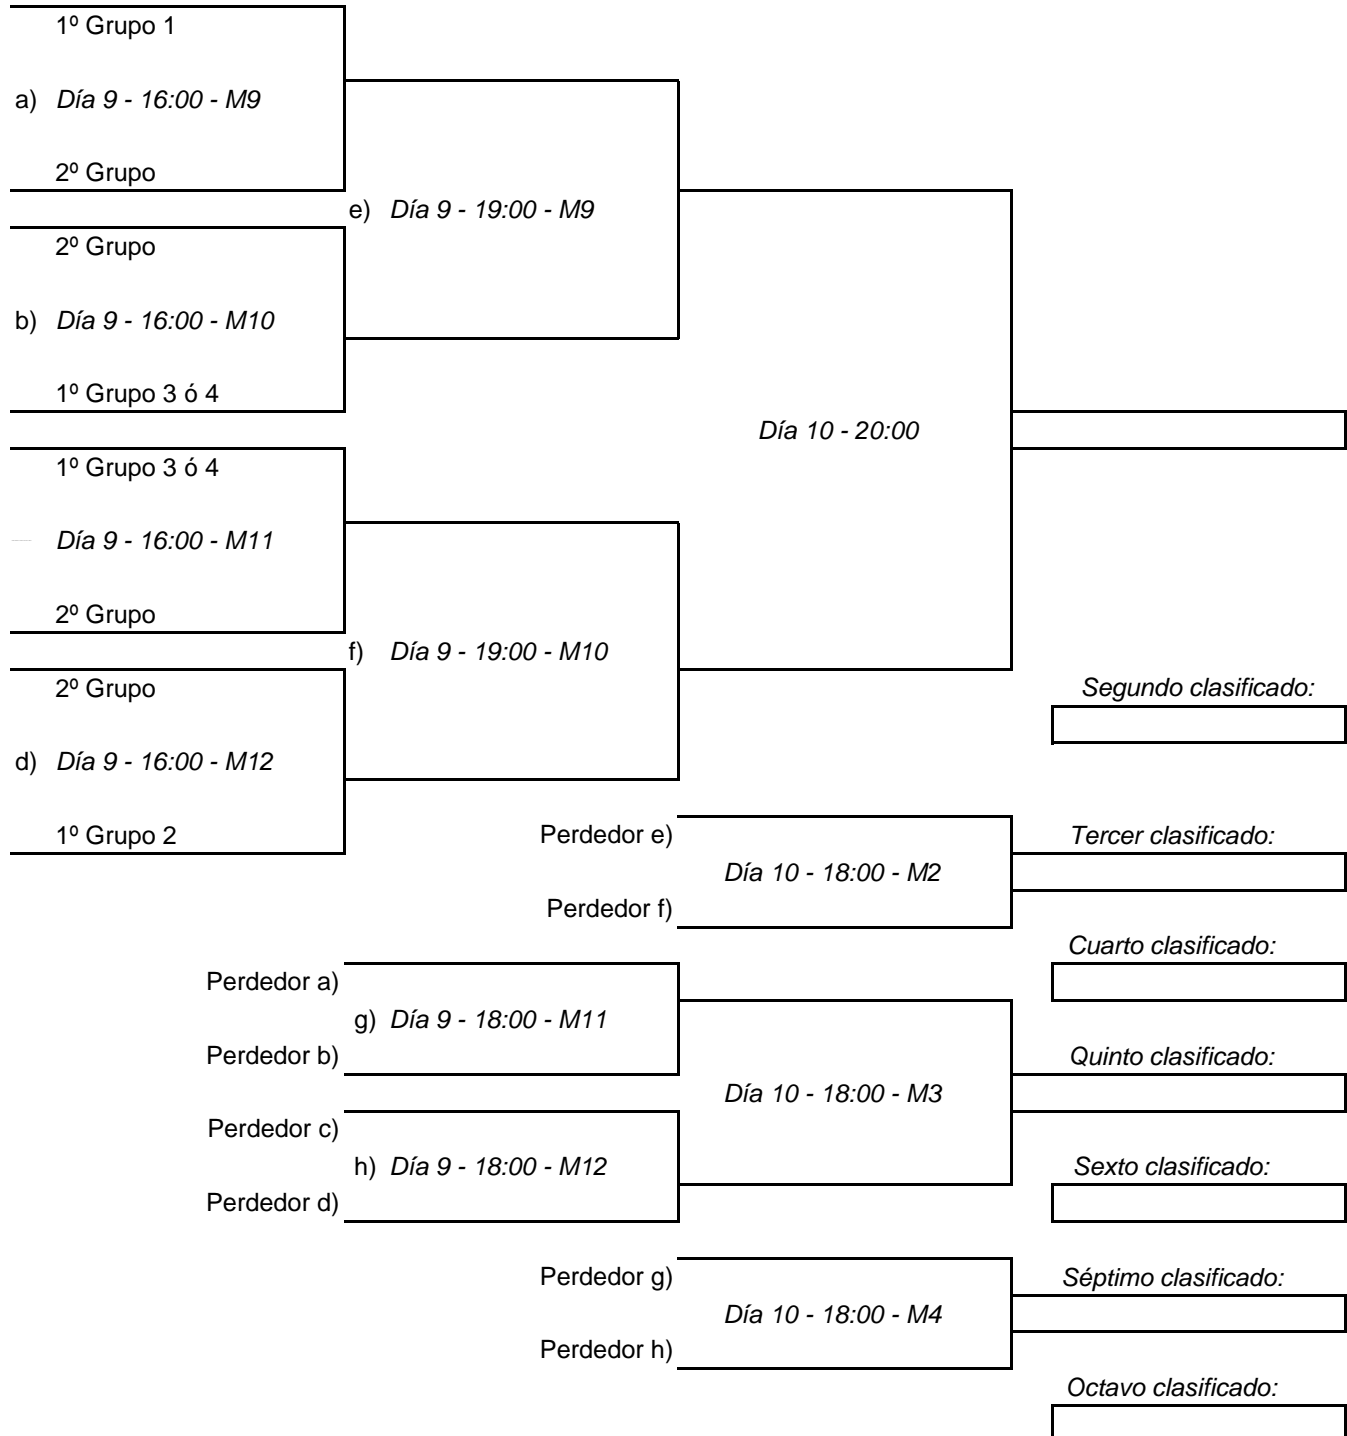 1º Grupo 1
a) Día 9 - 16:00 - M9
2º Grupo
e) Día 9 - 19:00 - M9
2º Grupo
b) Día 9 - 16:00 - M10
1º Grupo 3 ó 4
Día 10 - 20:00
1º Grupo 3 ó 4
Día 9 - 16:00 - M11
2º Grupo
f) Día 9 - 19:00 - M10
2º Grupo
Segundo clasificado:
d) Día 9 - 16:00 - M12
1º Grupo 2
Perdedor e)
Tercer clasificado:
Día 10 - 18:00 - M2
Perdedor f)
Cuarto clasificado:
Perdedor a)
g) Día 9 - 18:00 - M11
Perdedor b)
Quinto clasificado:
Día 10 - 18:00 - M3
Perdedor c)
h) Día 9 - 18:00 - M12
Sexto clasificado:
Perdedor d)
Perdedor g)
Séptimo clasificado:
Día 10 - 18:00 - M4
Perdedor h)
Octavo clasificado: